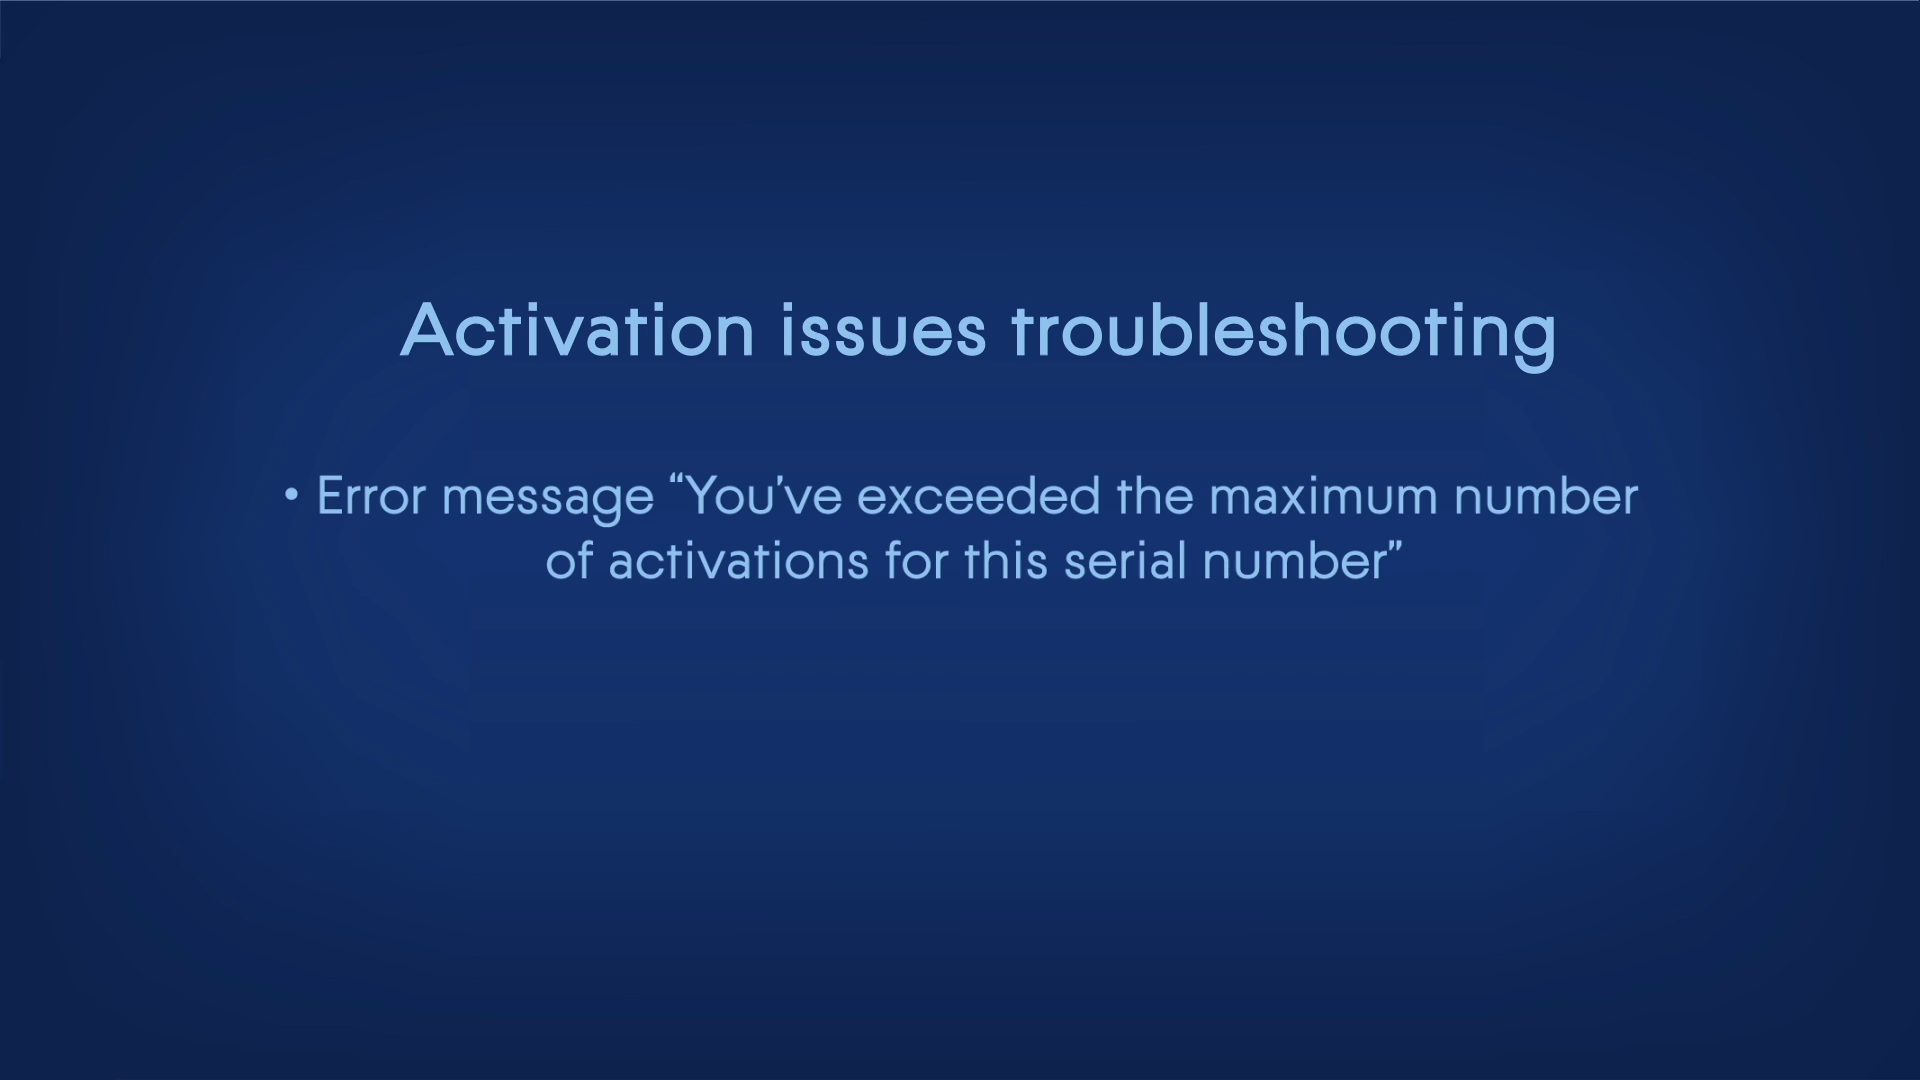 Activation issues troubleshooting
• Error message “You’ve exceeded the maximum number
of activations for this serial number”